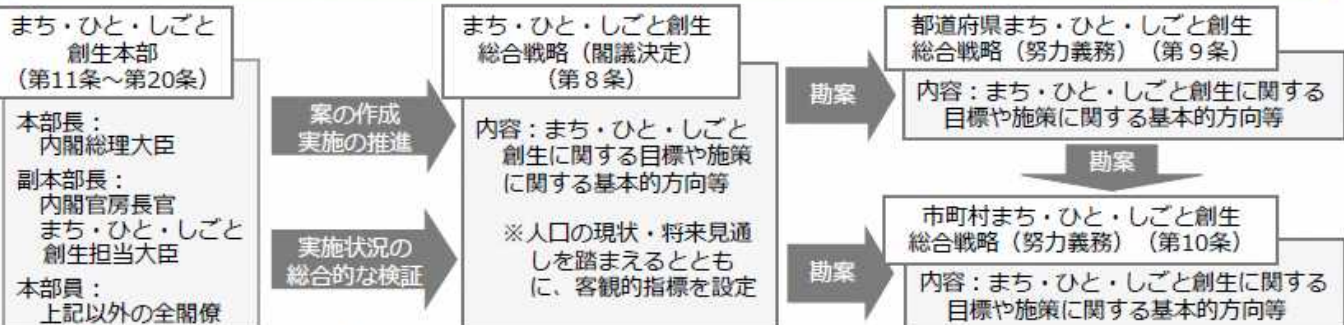 まち・ひと・しごと
創生本部
（第11条～第20条）
本部長：
内閣総理大臣
副本部長：
内閣官房長官
まち・ひと・しごと
創生担当大臣
本部員：
上記以外の全閣僚
案の作成
実施の推進
実施状況の
総合的な検証
まち・ひと・しごと創生
総合戦略（閣議決定）
（第８条）
内容：まち・ひと・しごと
創生に関する目標や施策
に関する基本的方向等
※人口の現状・将来見通
しを踏まえるととも
に、客観的指標を設定
勘案
勘案
都道府県まち・ひと・しごと創生
総合戦略（努力義務）（第９条）
内容：まち・ひと・しごと創生に関する
目標や施策に関する基本的方向等
勘案
市町村まち・ひと・しごと創生
総合戦略（努力義務）（第10条）
内容：まち・ひと・しごと創生に関する
目標や施策に関する基本的方向等